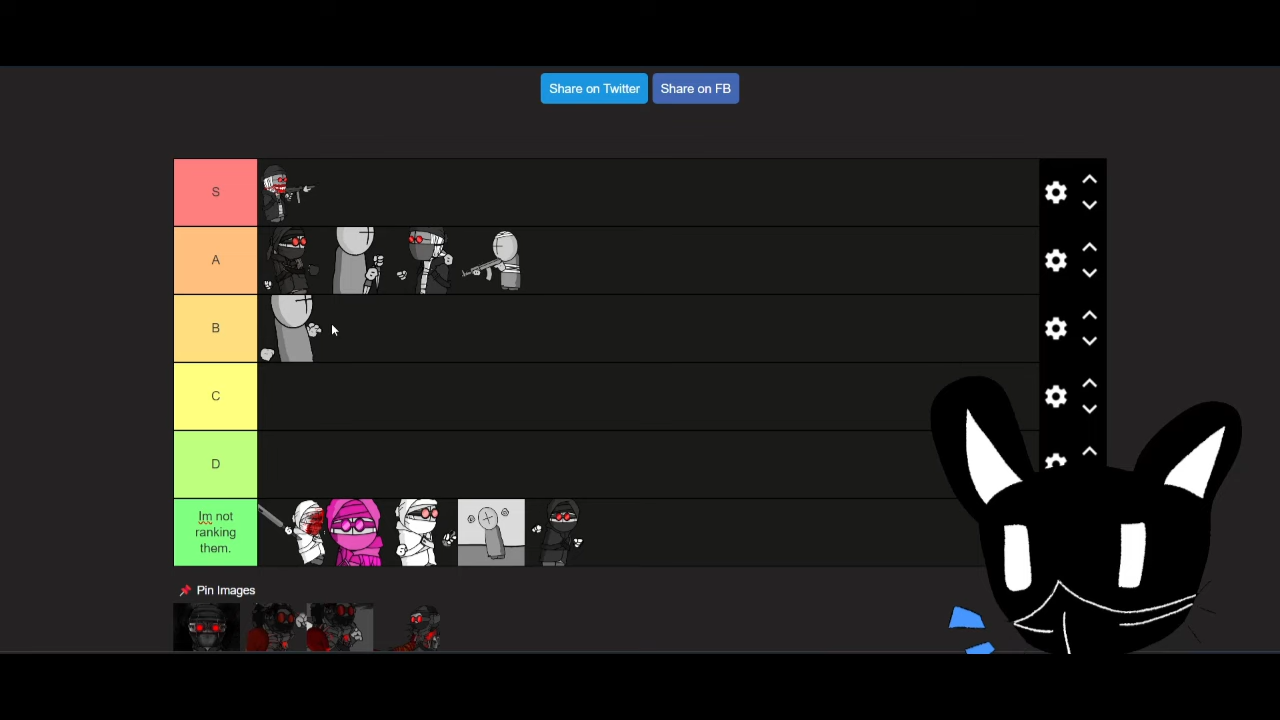 Share on Twitter
Share on FB
S
A
B
C
D
Im not
ranking
them.
Pin Images